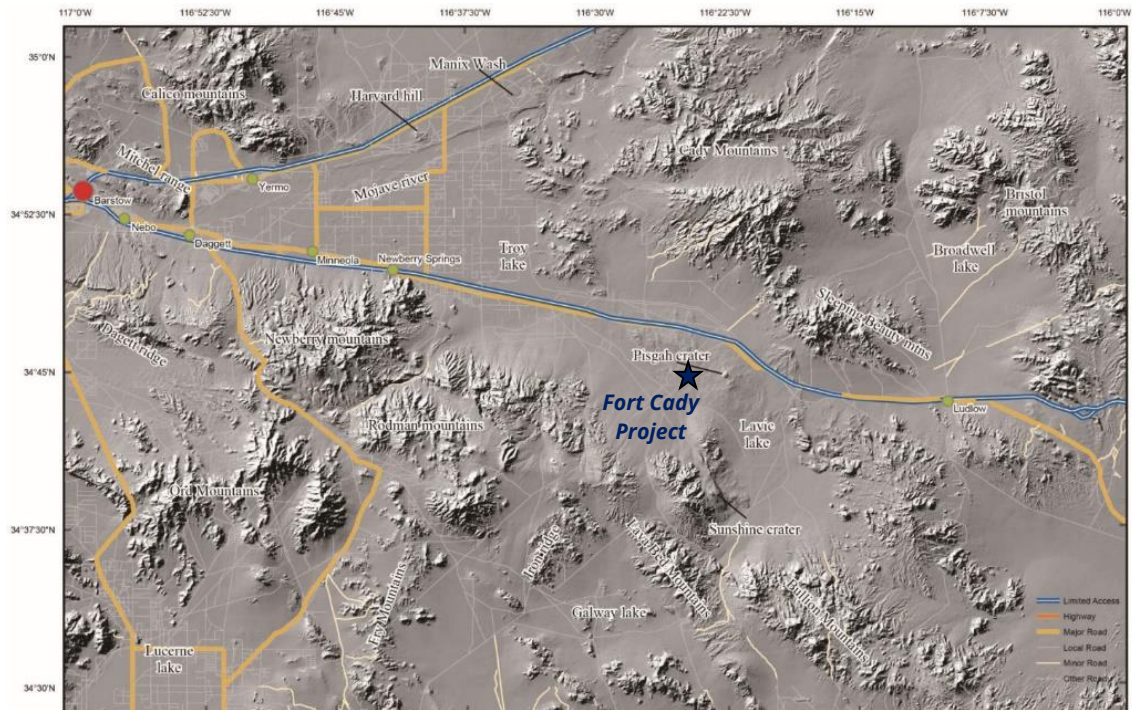 117°0'W 116°52'30"W 116°45'W 116°37'30"W 116°30'W 116°22'30"W 116°15'W 116°7'30"W 116°0'W
35°0'N
34°52'30"N
34°45'N
34°37'30"N
34°30'N
Manix Wash
Calico mountains
Harvard hill
Mitchel range
Cady Mountains
Yermo
Mojave river
Barstow
Bristol
mountains
Nebo
Daggett
Troy
lake
Broadwell
lake
Minneola
Newberry Springs
Sleeping Beauty mtns
Daggett ridge
Newberry mountains
Pisgah crater
Fort Cady
Project
Ludlow
Rodman mountains
Lavic
lake
Ord Mountains
Sunshine crater
Iron ridge
Lava Bed Mountains
Fry Mountains
Galway lake
Bullion Mountains
Lucerne
lake
Limited Access
Highway
Major Road
Local Road
Minor Road
Other Road